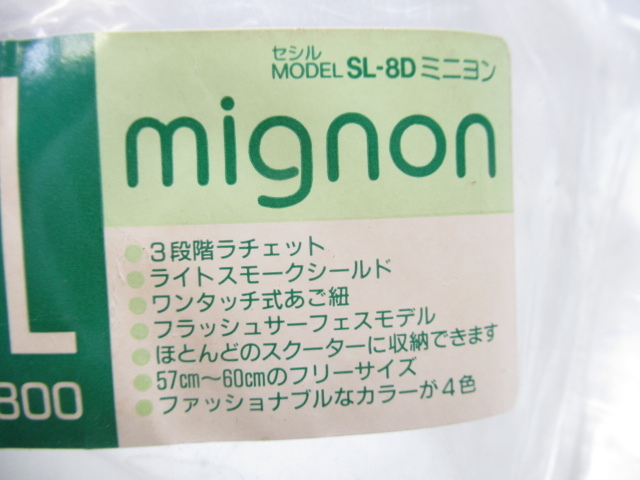 セシル
MODEL SL-8D ミニヨン
mignon
3段階ラチェット
ライトスモークシールド
ワンタッチ式あご紐
フラッシュサーフェスモデル
ほとんどのスクーターに収納できます
57cm〜60cmのフリーサイズ
ファッショナブルなカラーが4色
L
800